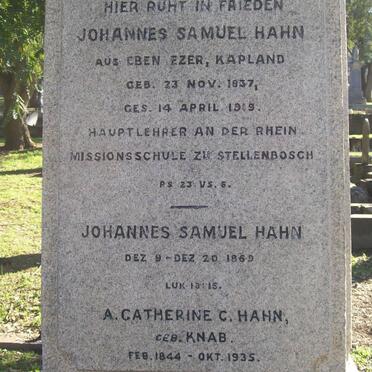 HIER RUHT IN FRIEDEN
JOHANNES SAMUEL HAHN
AUS EBEN EZER, KAPLAND
GEB. 23 NOV. 1837,
GES. 14 APRIL 1919.
HAUPTLEHRER AN DER RHEIN
MISSIONSSCHULE ZU STELLENBOSCH
PS 23 VS. 6.
JOHANNES SAMUEL HAHN
DEZ 9 - DEZ 20 1869
LUK 18:15.
A. CATHERINE C. HAHN,
GEB. KNAB.
FEB. 1844 - OKT. 1935.